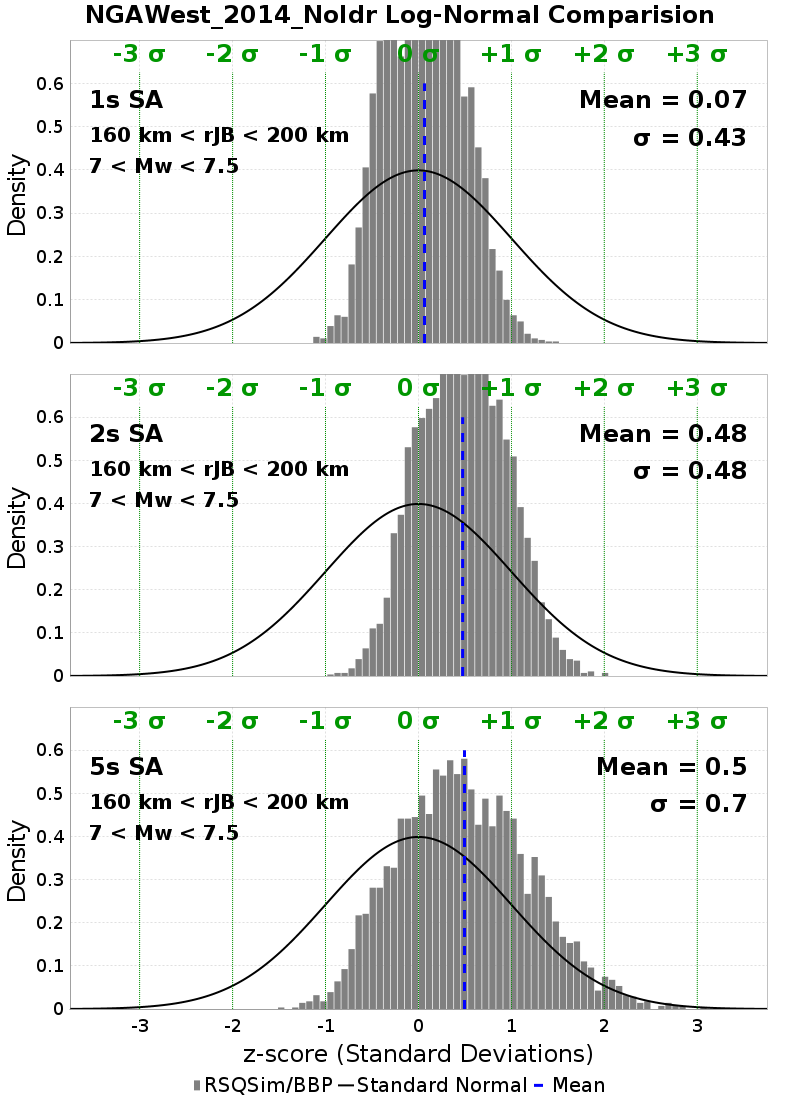 NGAWest_2014_NoIdr Log-Normal Comparision
-3 σ -2 σ -1 σ 0 σ +1 σ +2 σ +3 σ
1s SA
Mean = 0.07
160 km < rJB < 200 km
σ = 0.43
7 < Mw < 7.5
Density
0.6
0.5
0.4
0.3
0.2
0.1
0
-3 σ -2 σ -1 σ 0 σ +1 σ +2 σ +3 σ
2s SA
Mean = 0.48
160 km < rJB < 200 km
σ = 0.48
7 < Mw < 7.5
Density
0.6
0.5
0.4
0.3
0.2
0.1
0
-3 σ -2 σ -1 σ 0 σ +1 σ +2 σ +3 σ
5s SA
Mean = 0.5
160 km < rJB < 200 km
σ = 0.7
7 < Mw < 7.5
Density
0.6
0.5
0.4
0.3
0.2
0.1
0
-3 -2 -1 0 1 2 3
z-score (Standard Deviations)
RSQSim/BBP Standard Normal Mean